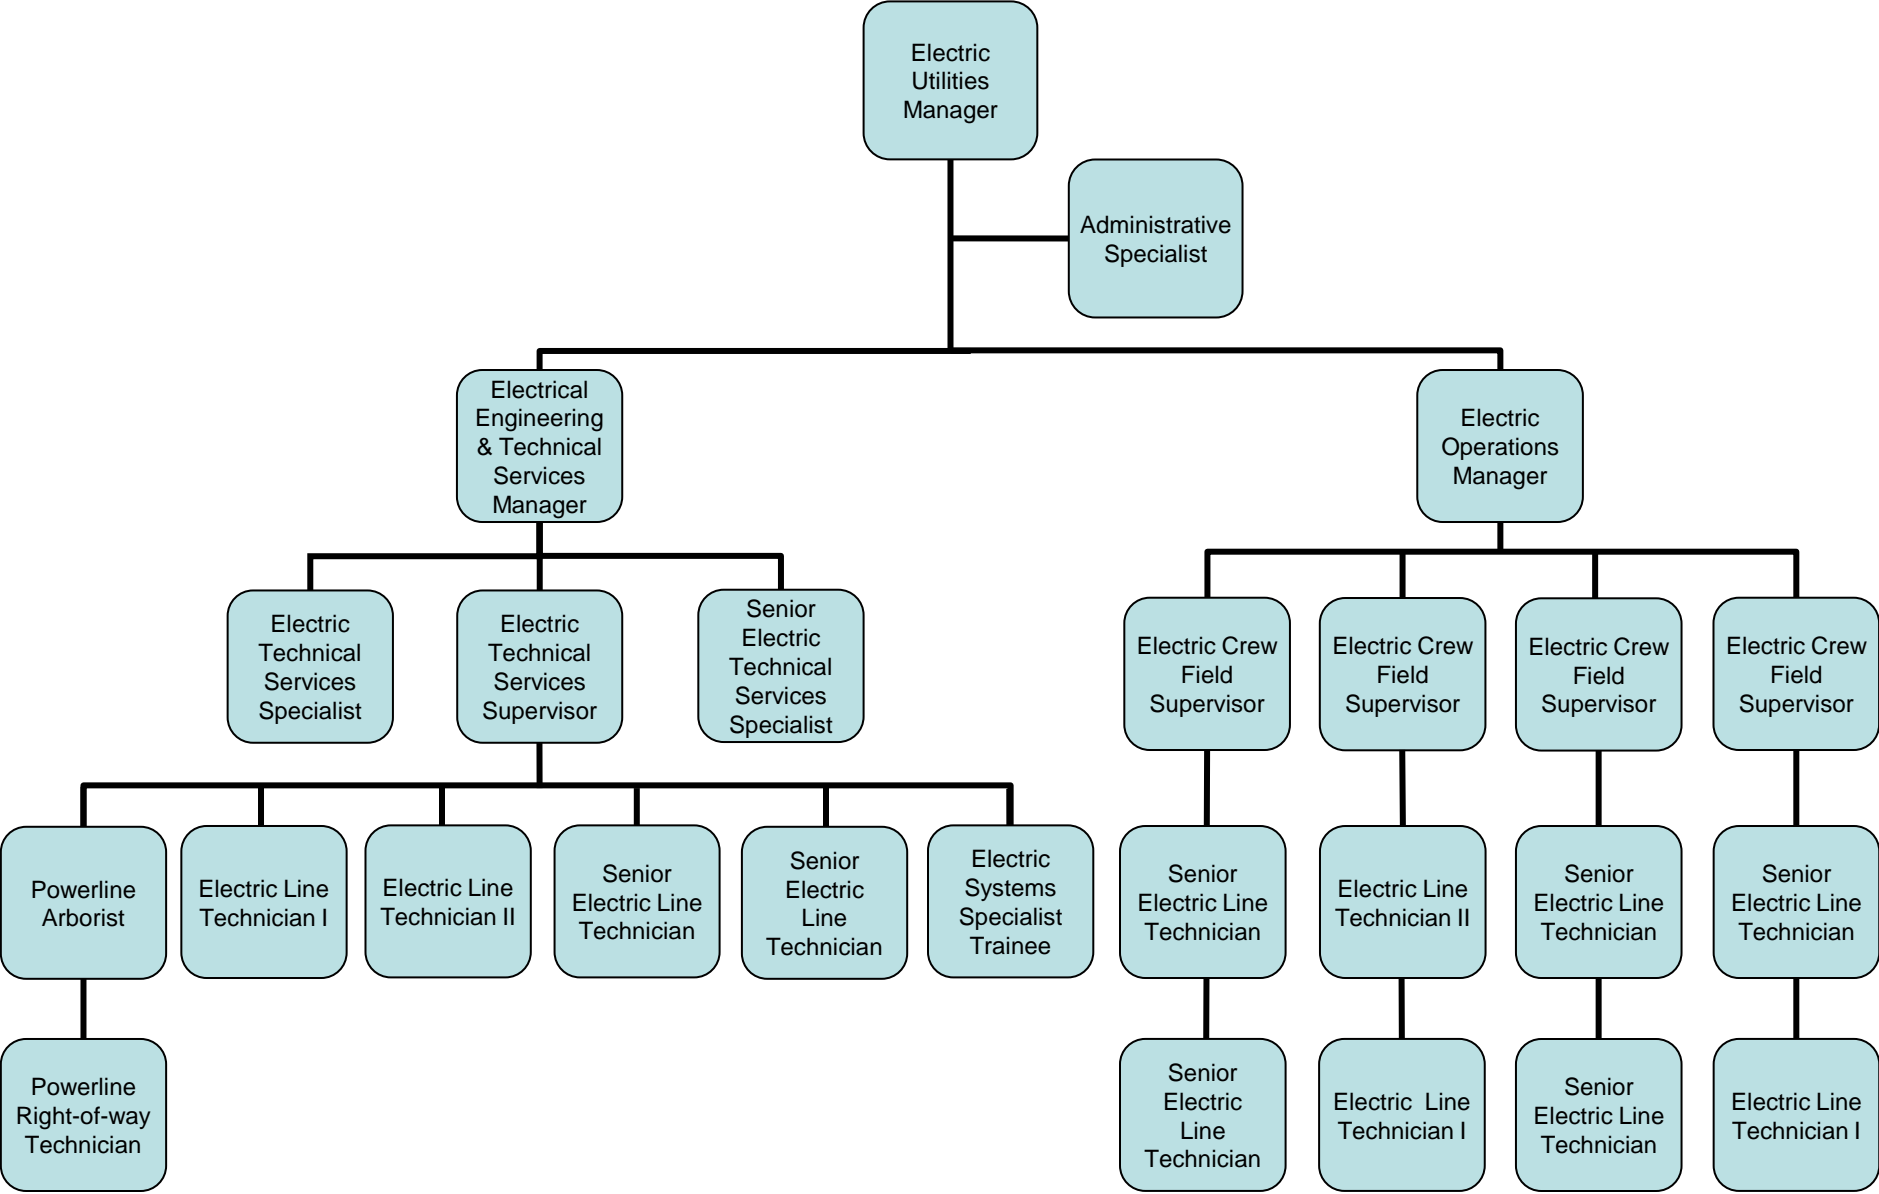 Electric
Utilities
Manager
Administrative
Specialist
Electrical
Engineering
& Technical
Services
Manager
Electric
Operations
Manager
Electric
Technical
Services
Specialist
Electric
Technical
Services
Supervisor
Senior
Electric
Technical
Services
Specialist
Electric Crew
Field
Supervisor
Electric Crew
Field
Supervisor
Electric Crew
Field
Supervisor
Electric Crew
Field
Supervisor
Powerline
Arborist
Electric Line
Technician I
Electric Line
Technician II
Senior
Electric Line
Technician
Senior
Electric
Line
Technician
Electric
Systems
Specialist
Trainee
Senior
Electric Line
Technician
Electric Line
Technician II
Senior
Electric Line
Technician
Senior
Electric Line
Technician
Powerline
Right-of-way
Technician
Senior
Electric
Line
Technician
Electric  Line
Technician I
Senior
Electric Line
Technician
Electric Line
Technician I